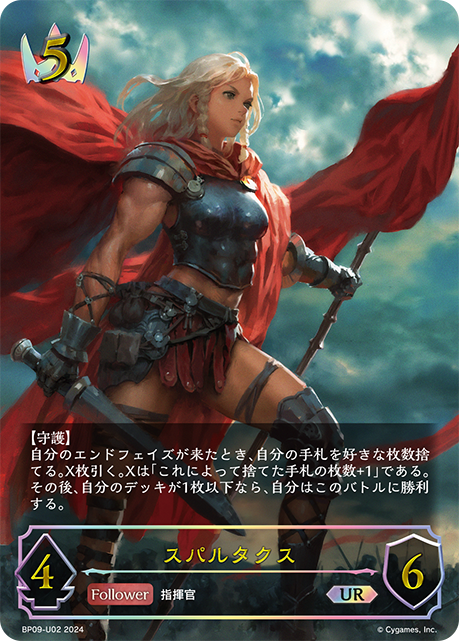 5
【守護】
自分のエンドフェイズが来たとき、自分の手札を好きな枚数捨
てる。X枚引く。Xは「これによって捨てた手札の枚数+1」である。
その後、自分のデッキが1枚以下なら、自分はこのバトルに勝利
する。
スパルタクス
4
Follower 指揮官 UR
6
BP09-U02 2024 © Cygames, Inc.